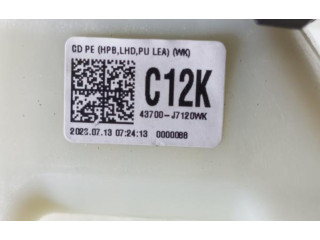 CD PE (HPB,LHD,PU LEA) (WK)
C12K
43700-J7120WK
2023.07.13 07:24:13 0000088